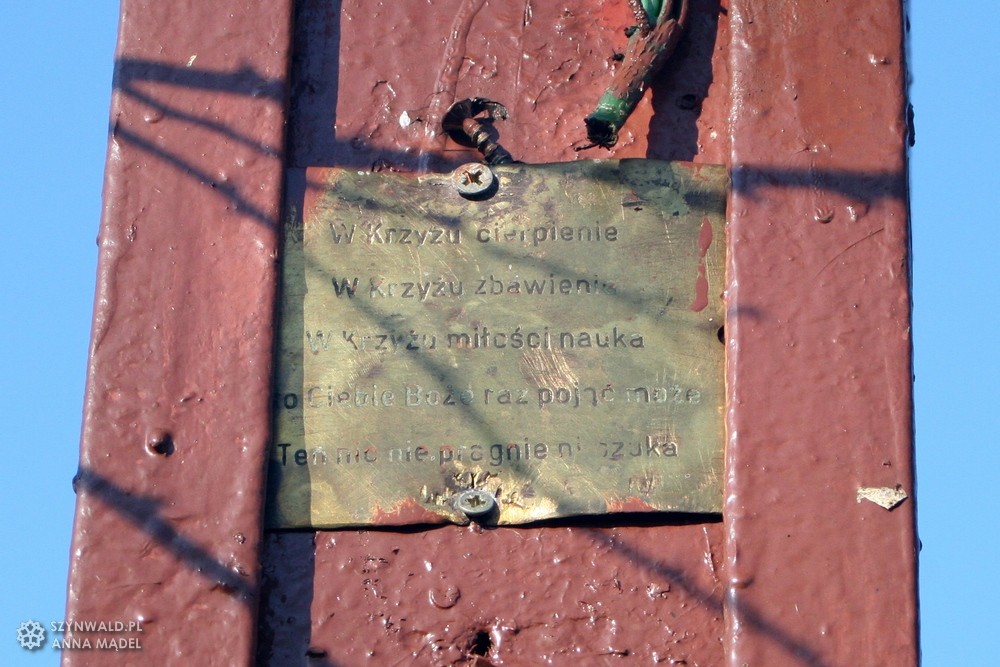 W Krzyżu cierpienie
W Krzyżu zbawienie
W Krzyżu miłości nauka
o Ciebie Boże raz pojąć może
Ten nic nie pragnie ni szuka
SZYNWALD.PL
ANNA MĄDEL